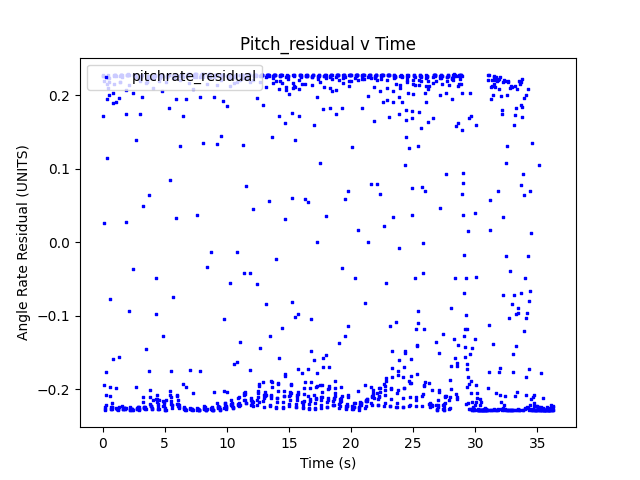 Pitch_residual v Time
pitchrate_residual
Angle Rate Residual (UNITS)
0.2
0.1
0.0
−0.1
−0.2
0 5 10 15 20 25 30 35
Time (s)